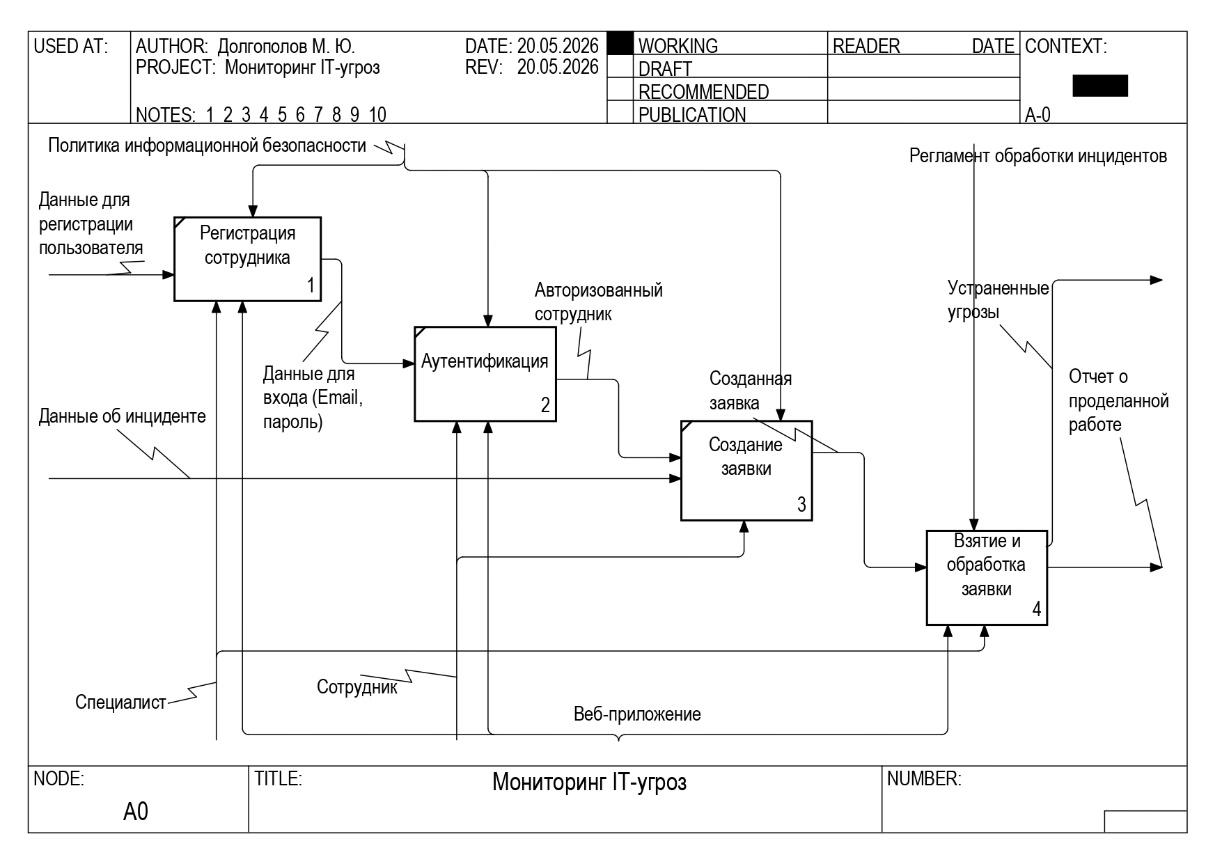 USED AT:
AUTHOR: Долгополов М. Ю.
DATE: 20.05.2026
PROJECT: Мониторинг IT-угроз
REV: 20.05.2026
NOTES: 1 2 3 4 5 6 7 8 9 10
WORKING
DRAFT
RECOMMENDED
PUBLICATION
READER DATE
CONTEXT:
A-0
Политика информационной безопасности
Регламент обработки инцидентов
Данные для
регистрации
пользователя
Регистрация
сотрудника
1
Авторизованный
сотрудник
Устраненные
угрозы
Данные для
входа (Email,
пароль)
Аутентификация
2
Созданная
заявка
Отчет о
проделанной
работе
Данные об инциденте
Создание
заявки
3
Взятие и
обработка
заявки
4
Специалист
Сотрудник
Веб-приложение
NODE:
A0
TITLE:
Мониторинг IT-угроз
NUMBER: